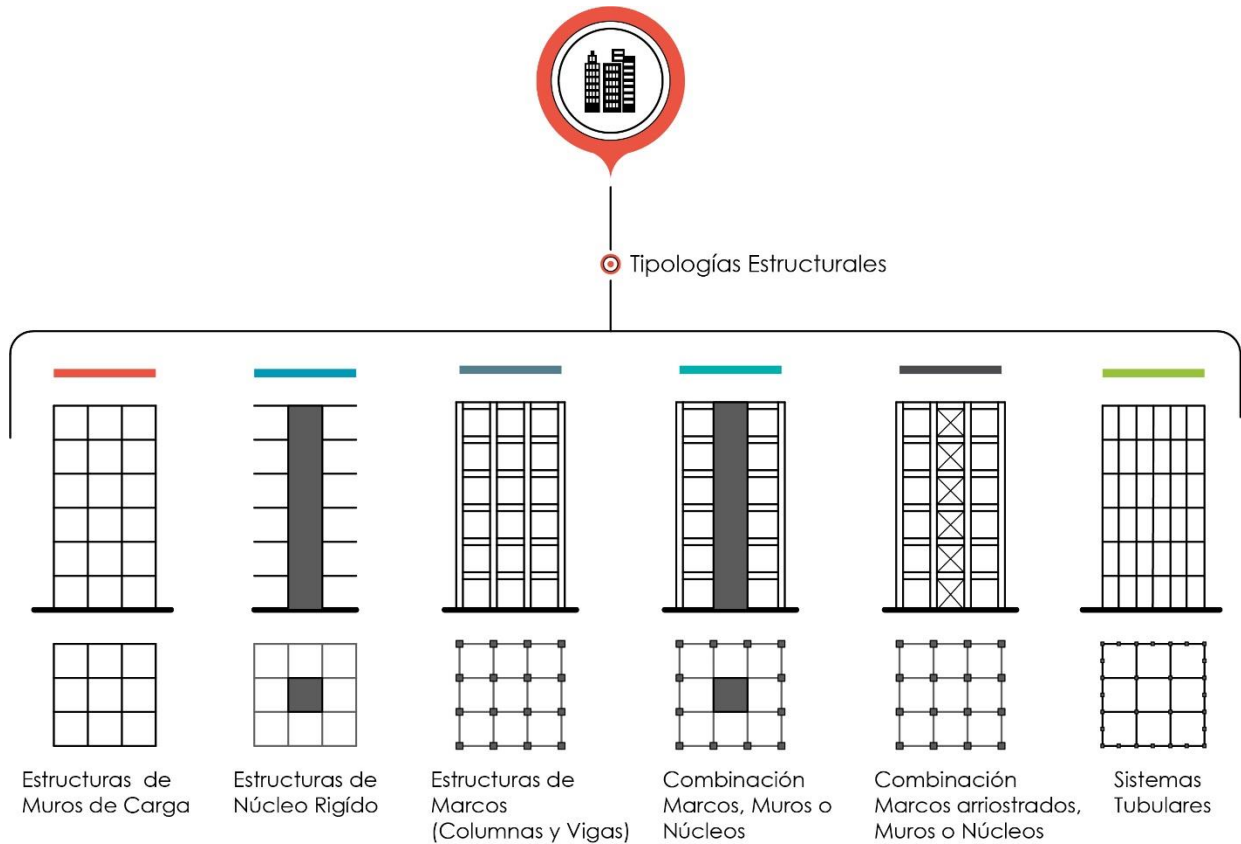 Tipologías Estructurales
Estructuras de
Muros de Carga
Estructuras de
Núcleo Rigído
Estructuras de
Marcos
(Columnas y Vigas)
Combinación
Marcos, Muros o
Núcleos
Combinación
Marcos arriostrados,
Muros o Núcleos
Sistemas
Tubulares